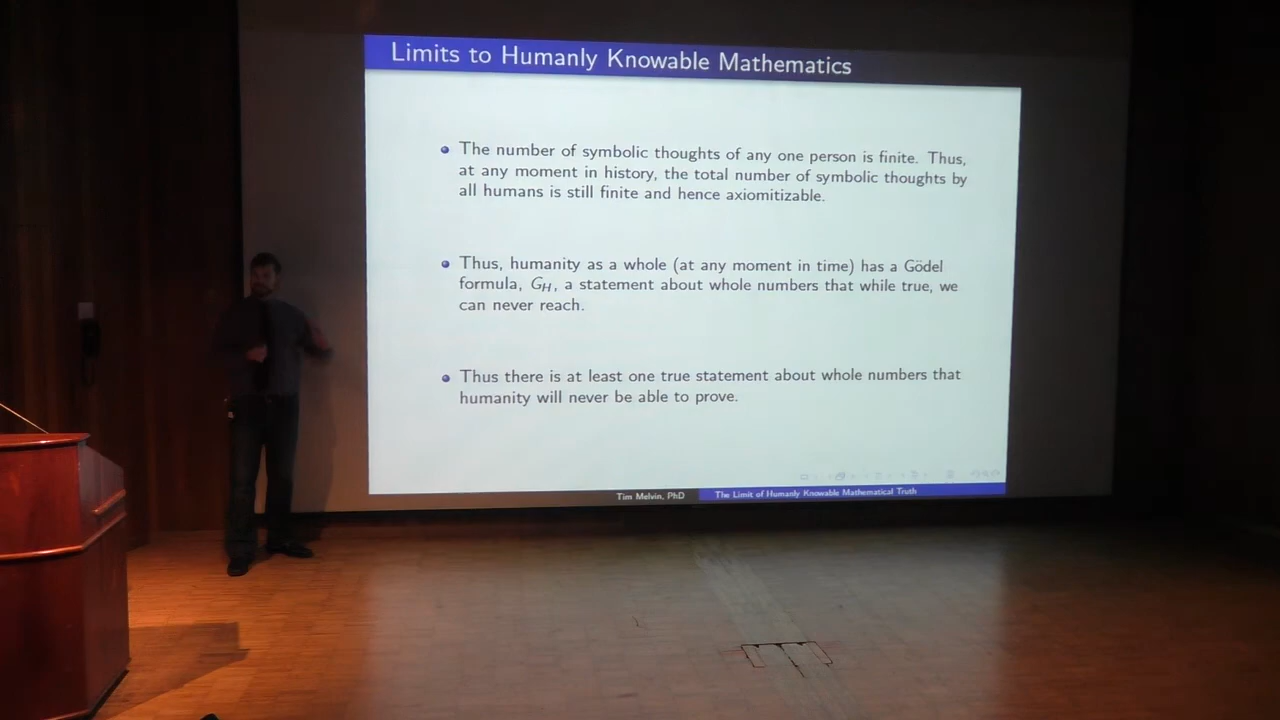 Limits to Humanly Knowable Mathematics
The number of symbolic thoughts of any one person is finite. Thus,
at any moment in history, the total number of symbolic thoughts by
all humans is still finite and hence axiomitizable.
Thus, humanity as a whole (at any moment in time) has a Gödel
formula, G_H, a statement about whole numbers that while true, we
can never reach.
Thus there is at least one true statement about whole numbers that
humanity will never be able to prove.
Tim Melvin, PhD
The Limit of Humanly Knowable Mathematical Truth